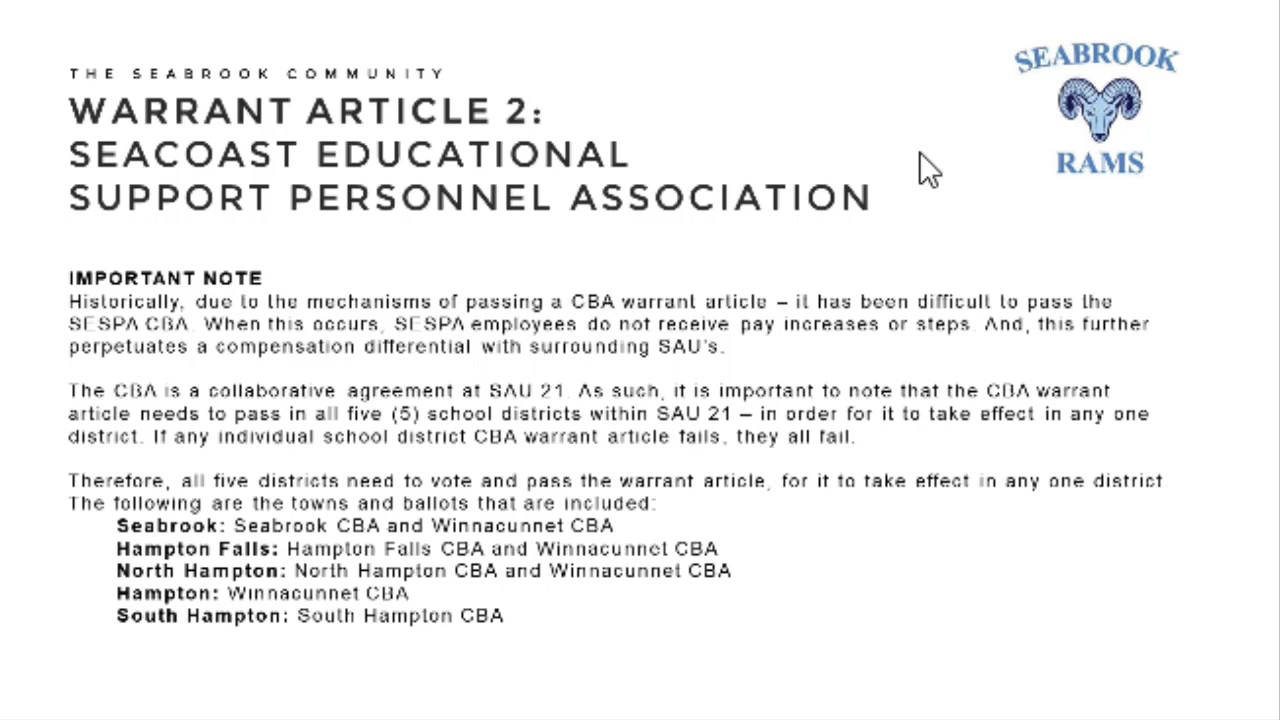 THE SEABROOK COMMUNITY
WARRANT ARTICLE 2:
SEACOAST EDUCATIONAL
SUPPORT PERSONNEL ASSOCIATION
SEABROOK
RAMS
IMPORTANT NOTE
Historically, due to the mechanisms of passing a CBA warrant article – it has been difficult to pass the
SESPA CBA. When this occurs, SESPA employees do not receive pay increases or steps. And, this further
perpetuates a compensation differential with surrounding SAU's.
The CBA is a collaborative agreement at SAU 21. As such, it is important to note that the CBA warrant
article needs to pass in all five (5) school districts within SAU 21 – in order for it to take effect in any one
district. If any individual school district CBA warrant article fails, they all fail.
Therefore, all five districts need to vote and pass the warrant article, for it to take effect in any one district.
The following are the towns and ballots that are included:
Seabrook: Seabrook CBA and Winnacunnet CBA
Hampton Falls: Hampton Falls CBA and Winnacunnet CBA
North Hampton: North Hampton CBA and Winnacunnet CBA
Hampton: Winnacunnet CBA
South Hampton: South Hampton CBA